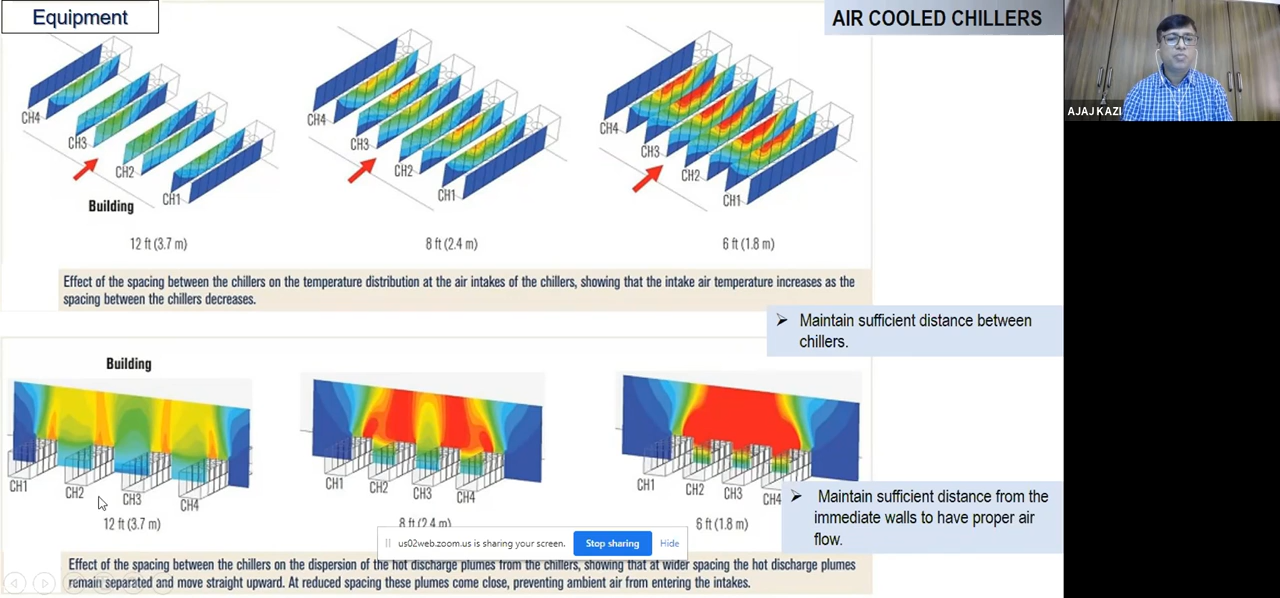 Equipment
AIR COOLED CHILLERS
AJAJ KAZI
CH4
CH3
CH2
CH1
Building
12 ft (3.7 m)
CH4
CH3
CH2
CH1
8 ft (2.4 m)
CH4
CH3
CH2
CH1
6 ft (1.8 m)
Effect of the spacing between the chillers on the temperature distribution at the air intakes of the chillers, showing that the intake air temperature increases as the
spacing between the chillers decreases.
Maintain sufficient distance between
chillers.
Building
CH1
CH2
CH3
CH4
12 ft (3.7 m)
CH1
CH2
CH3
CH4
8 ft (2.4 m)
CH1
CH2
CH3
CH4
6 ft (1.8 m)
Maintain sufficient distance from the
immediate walls to have proper air
flow.
us02web.zoom.us is sharing your screen.
Stop sharing
Hide
Effect of the spacing between the chillers on the dispersion of the hot discharge plumes from the chillers, showing that at wider spacing the hot discharge plumes
remain separated and move straight upward. At reduced spacing these plumes come close, preventing ambient air from entering the intakes.